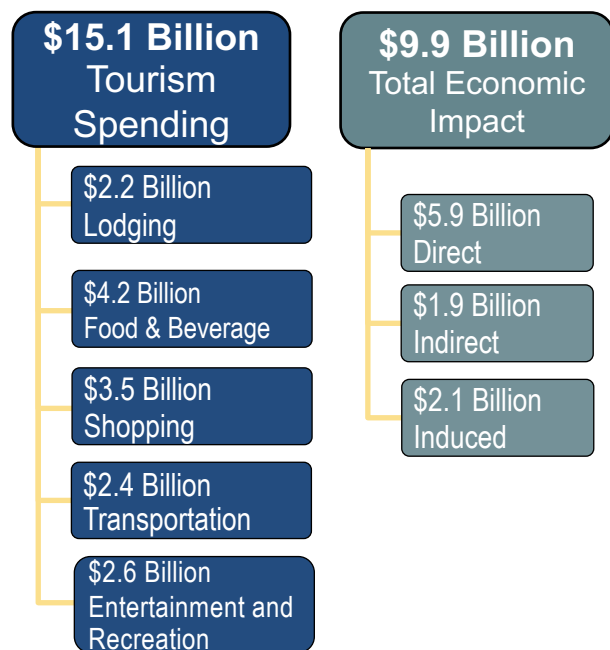 $15.1 Billion
Tourism
Spending
$2.2 Billion
Lodging
$4.2 Billion
Food & Beverage
$3.5 Billion
Shopping
$2.4 Billion
Transportation
$2.6 Billion
Entertainment and
Recreation
$9.9 Billion
Total Economic
Impact
$5.9 Billion
Direct
$1.9 Billion
Indirect
$2.1 Billion
Induced